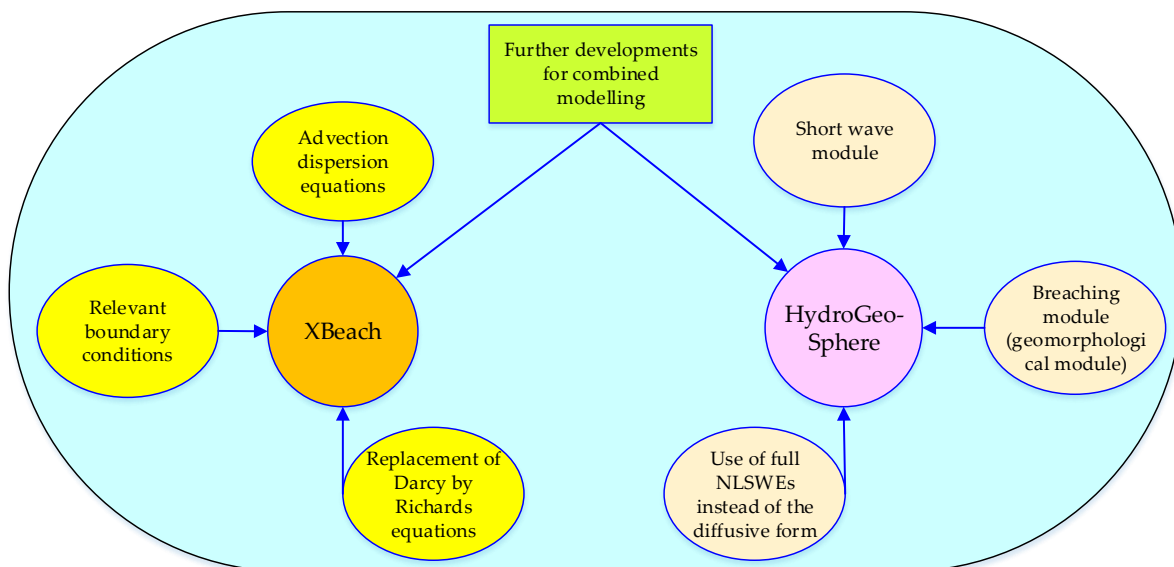 Further developments
for combined
modelling
Advection
dispersion
equations
Short wave
module
Relevant
boundary
conditions
XBeach
HydroGeo-
Sphere
Breaching
module
(geomorphologi
cal module)
Replacement of
Darcy by
Richards
equations
Use of full
NLSWEs
instead of the
diffusive form